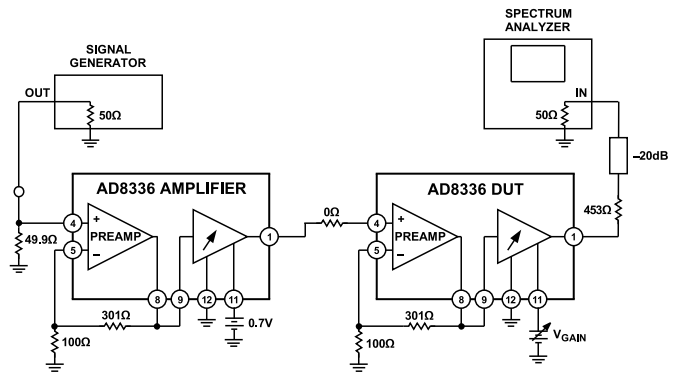 SIGNAL
GENERATOR
OUT
50Ω
SPECTRUM
ANALYZER
IN
50Ω
–20dB
453Ω
AD8336 AMPLIFIER
PREAMP
+
–
4
5
8
9
12
11
1
49.9Ω
301Ω
100Ω
0.7V
0Ω
AD8336 DUT
PREAMP
+
–
4
5
8
9
12
11
1
301Ω
100Ω
VGAIN